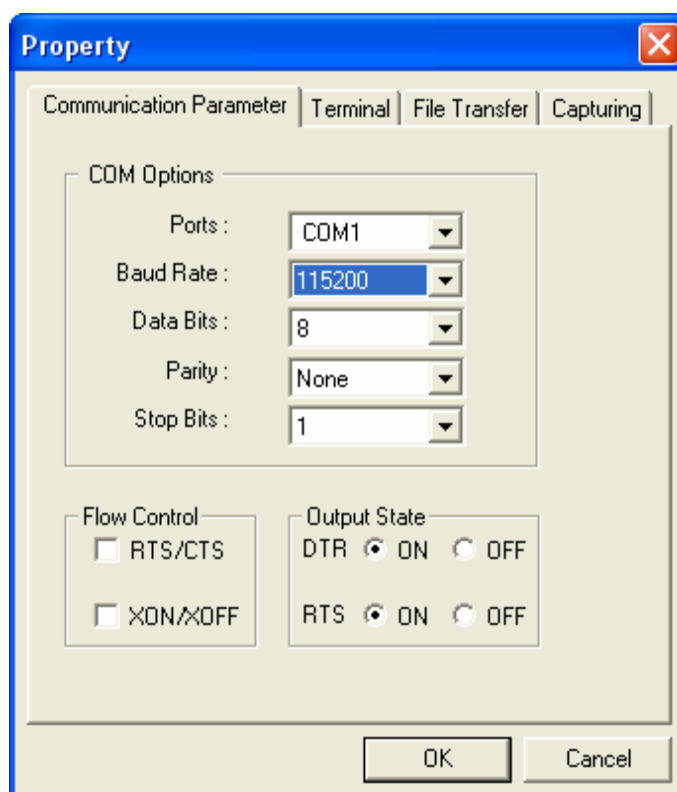 Property
Communication Parameter Terminal File Transfer Capturing
COM Options
Ports : COM1
Baud Rate : 115200
Data Bits : 8
Parity : None
Stop Bits : 1
Flow Control
RTS/CTS
XON/XOFF
Output State
DTR ON OFF
RTS ON OFF
OK Cancel